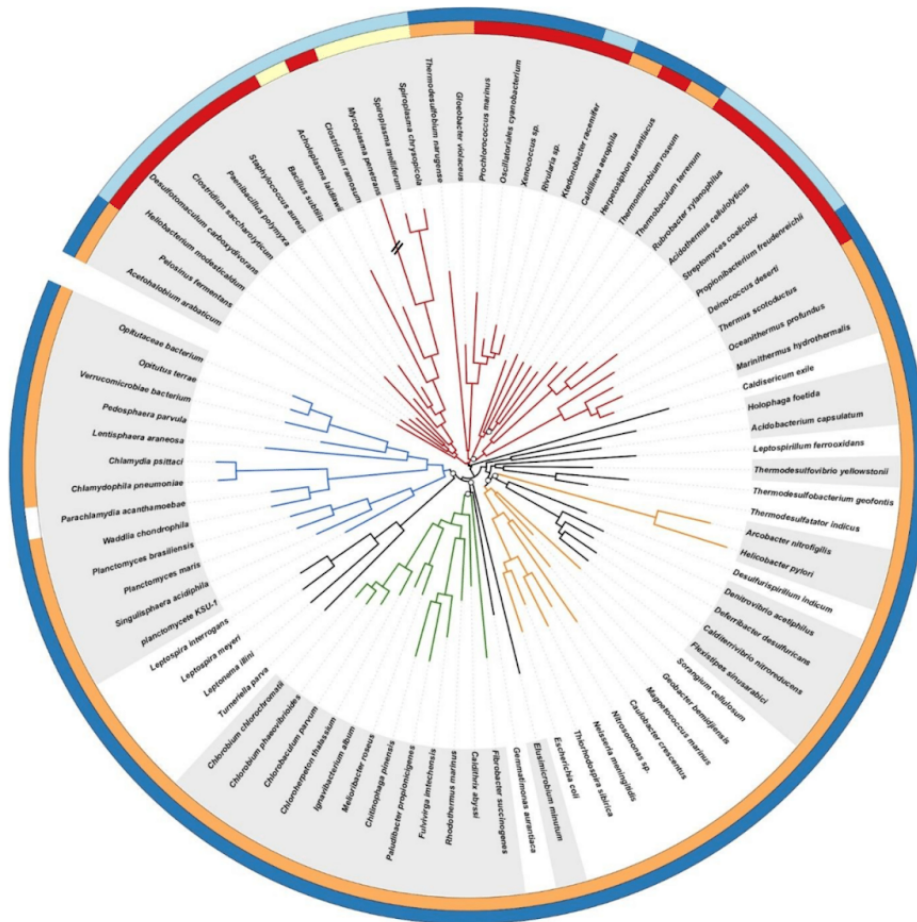 Acetohalobium arabaticum
Pelosinus fermentans
Heliobacterium modesticaldum
Desulfotomaculum carboxydivorans
Clostridium saccharolyticum
Paenibacillus polymyxa
Staphylococcus aureus
Bacillus subtilis
Acholeplasma laidlawii
Clostridium ramosum
Mycoplasma penetrans
Spiroplasma melliferum
Spiroplasma chrysopicola
Thermodesulfobium narugense
Gloeobacter violaceus
Prochlorococcus marinus
Oscillatoriales cyanobacterium
Xenococcus sp.
Rivularia sp.
Ktedonobacter racemifer
Caldilinea aerophila
Herpetosiphon aurantiacus
Thermomicrobium roseum
Thermobaculum terrenum
Rubrobacter xylanophilus
Acidothermus cellulolyticus
Streptomyces coelicolor
Propionibacterium freudenreichii
Deinococcus deserti
Thermus scotoductus
Oceanithermus profundus
Marinithermus hydrothermalis
Caldisericum exile
Holophaga foetida
Acidobacterium capsulatum
Leptospirillum ferrooxidans
Thermodesulfovibrio yellowstonii
Thermodesulfobacterium geofontis
Thermodesulfatator indicus
Arcobacter nitrofigilis
Helicobacter pylori
Desulfurispirillum indicum
Denitrovibrio acetiphilus
Deferribacter desulfuricans
Calditerrivibrio nitroreducens
Flexistipes sinusarabici
Sorangium cellulosum
Geobacter bemidjiensis
Magnetococcus marinus
Caulobacter crescentus
Nitrosomonas sp.
Neisseria meningitidis
Thiorhodospira sibirica
Escherichia coli
Elusimicrobium minutum
Gemmatimonas aurantiaca
Fibrobacter succinogenes
Caldithrix abyssi
Rhodothermus marinus
Fulvivirga imtechensis
Paludibacter propionicigenes
Chitinophaga pinensis
Melioribacter roseus
Ignavibacterium album
Chloroherpeton thalassium
Chlorobaculum parvum
Chlorobium phaeovibrioides
Chlorobium chlorochromatii
Turneriella parva
Leptonema illini
Leptospira meyeri
Leptospira interrogans
planctomycete KSU-1
Singulisphaera acidiphila
Planctomyces maris
Planctomyces brasiliensis
Waddlia chondrophila
Parachlamydia acanthamoebae
Chlamydophila pneumoniae
Chlamydia psittaci
Lentisphaera araneosa
Pedosphaera parvula
Verrucomicrobiae bacterium
Opitutus terrae
Opitutaceae bacterium